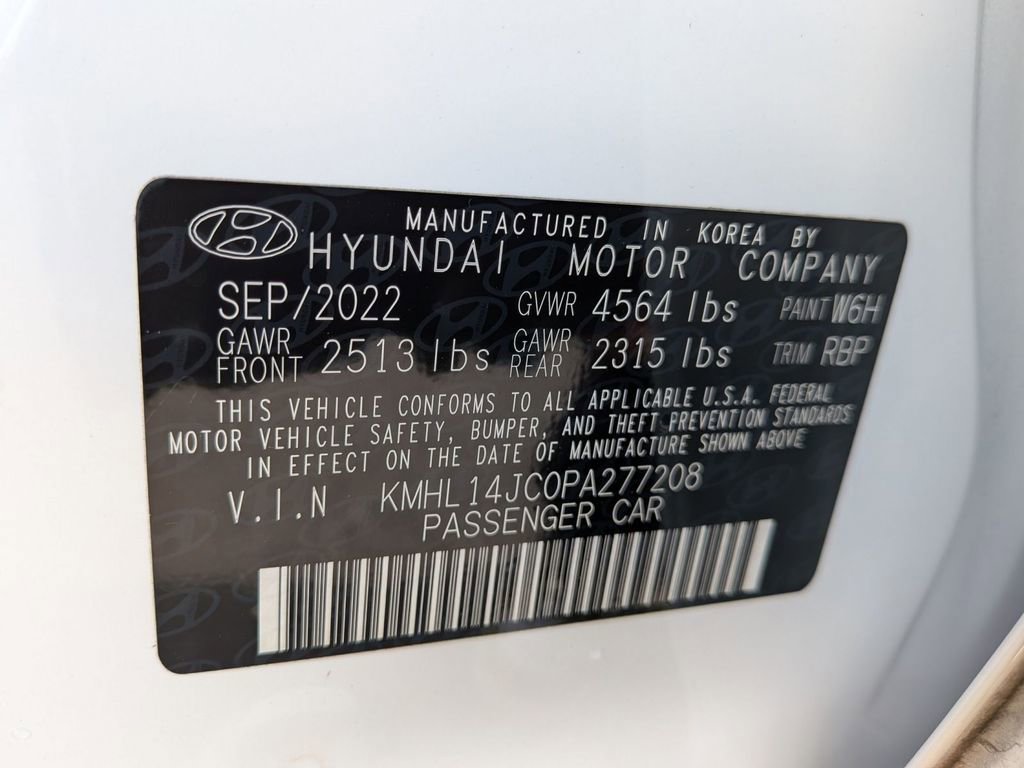 MANUFACTURED IN KOREA BY
HYUNDAI MOTOR COMPANY
SEP/2022 GVWR 4564 lbs PAINT W6H
GAWR FRONT 2513 lbs GAWR REAR 2315 lbs TRIM RBP
THIS VEHICLE CONFORMS TO ALL APPLICABLE U.S.A. FEDERAL
MOTOR VEHICLE SAFETY, BUMPER, AND THEFT PREVENTION STANDARDS
IN EFFECT ON THE DATE OF MANUFACTURE SHOWN ABOVE
V.I.N KMHL14JC0PA277208
PASSENGER CAR